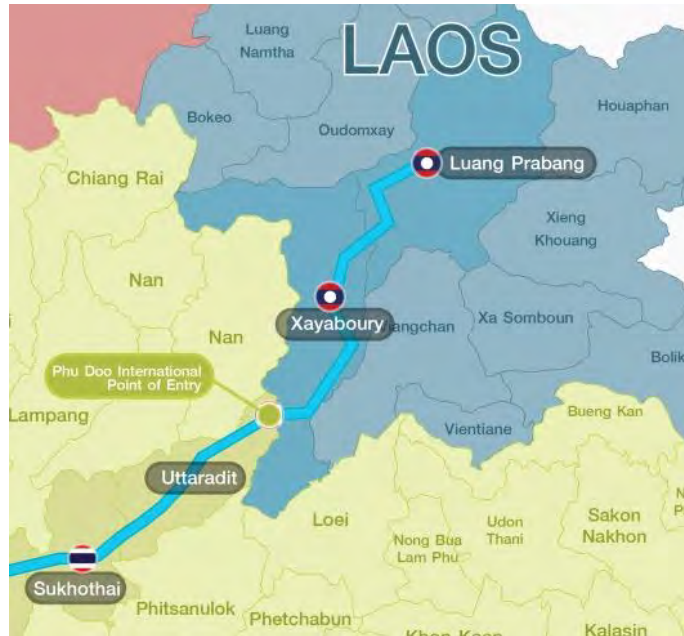 Luang
Namtha
LAOS
Houaphan
Bokeo
Oudomxay
Luang Prabang
Chiang Rai
Xieng
Khouang
Nan
Nan
Xayaboury
Xa Somboun
Phu Doo International
Point of Entry
Bolik
Lampang
Bueng Kan
Vientiane
Uttaradit
Loei
Nong Bua
Lam Phu
Udon
Thani
Sakon
Nakhon
Sukhothai
Phitsanulok
Phetchabun
Kalasin